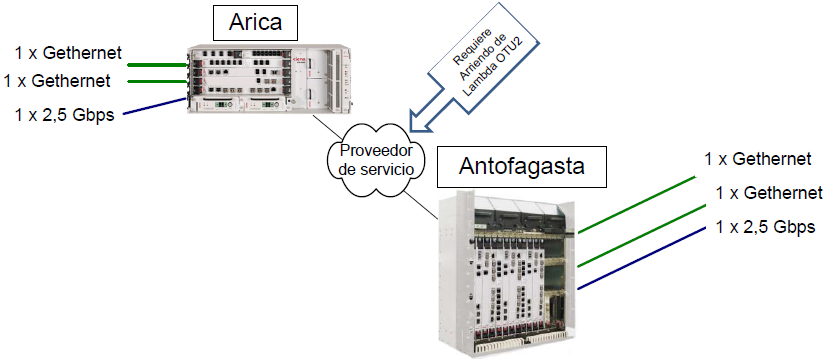 Arica
1 x Gethernet
1 x Gethernet
1 x 2,5 Gbps
Requiere
Arriendo de
Lambda OTU2
Proveedor
de servicio
Antofagasta
1 x Gethernet
1 x Gethernet
1 x 2,5 Gbps